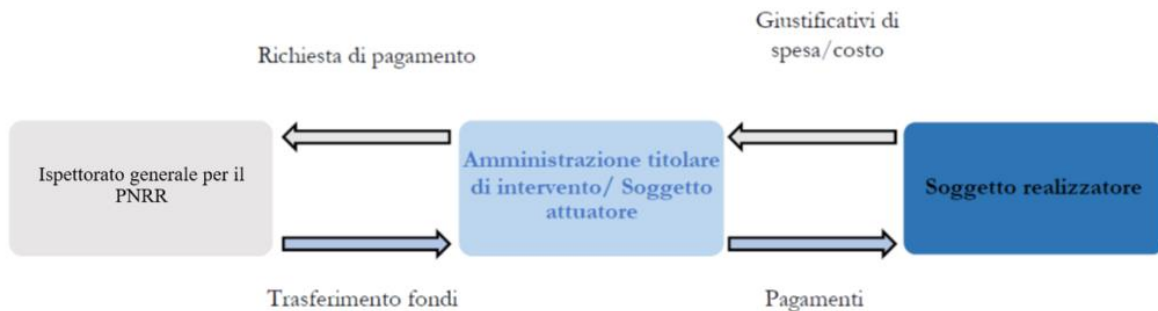 Giustificativi di
spesa/costo
Richiesta di pagamento
Ispettorato generale per il
PNRR
Amministrazione titolare
di intervento/ Soggetto
attuatore
Soggetto realizzatore
Trasferimento fondi
Pagamenti